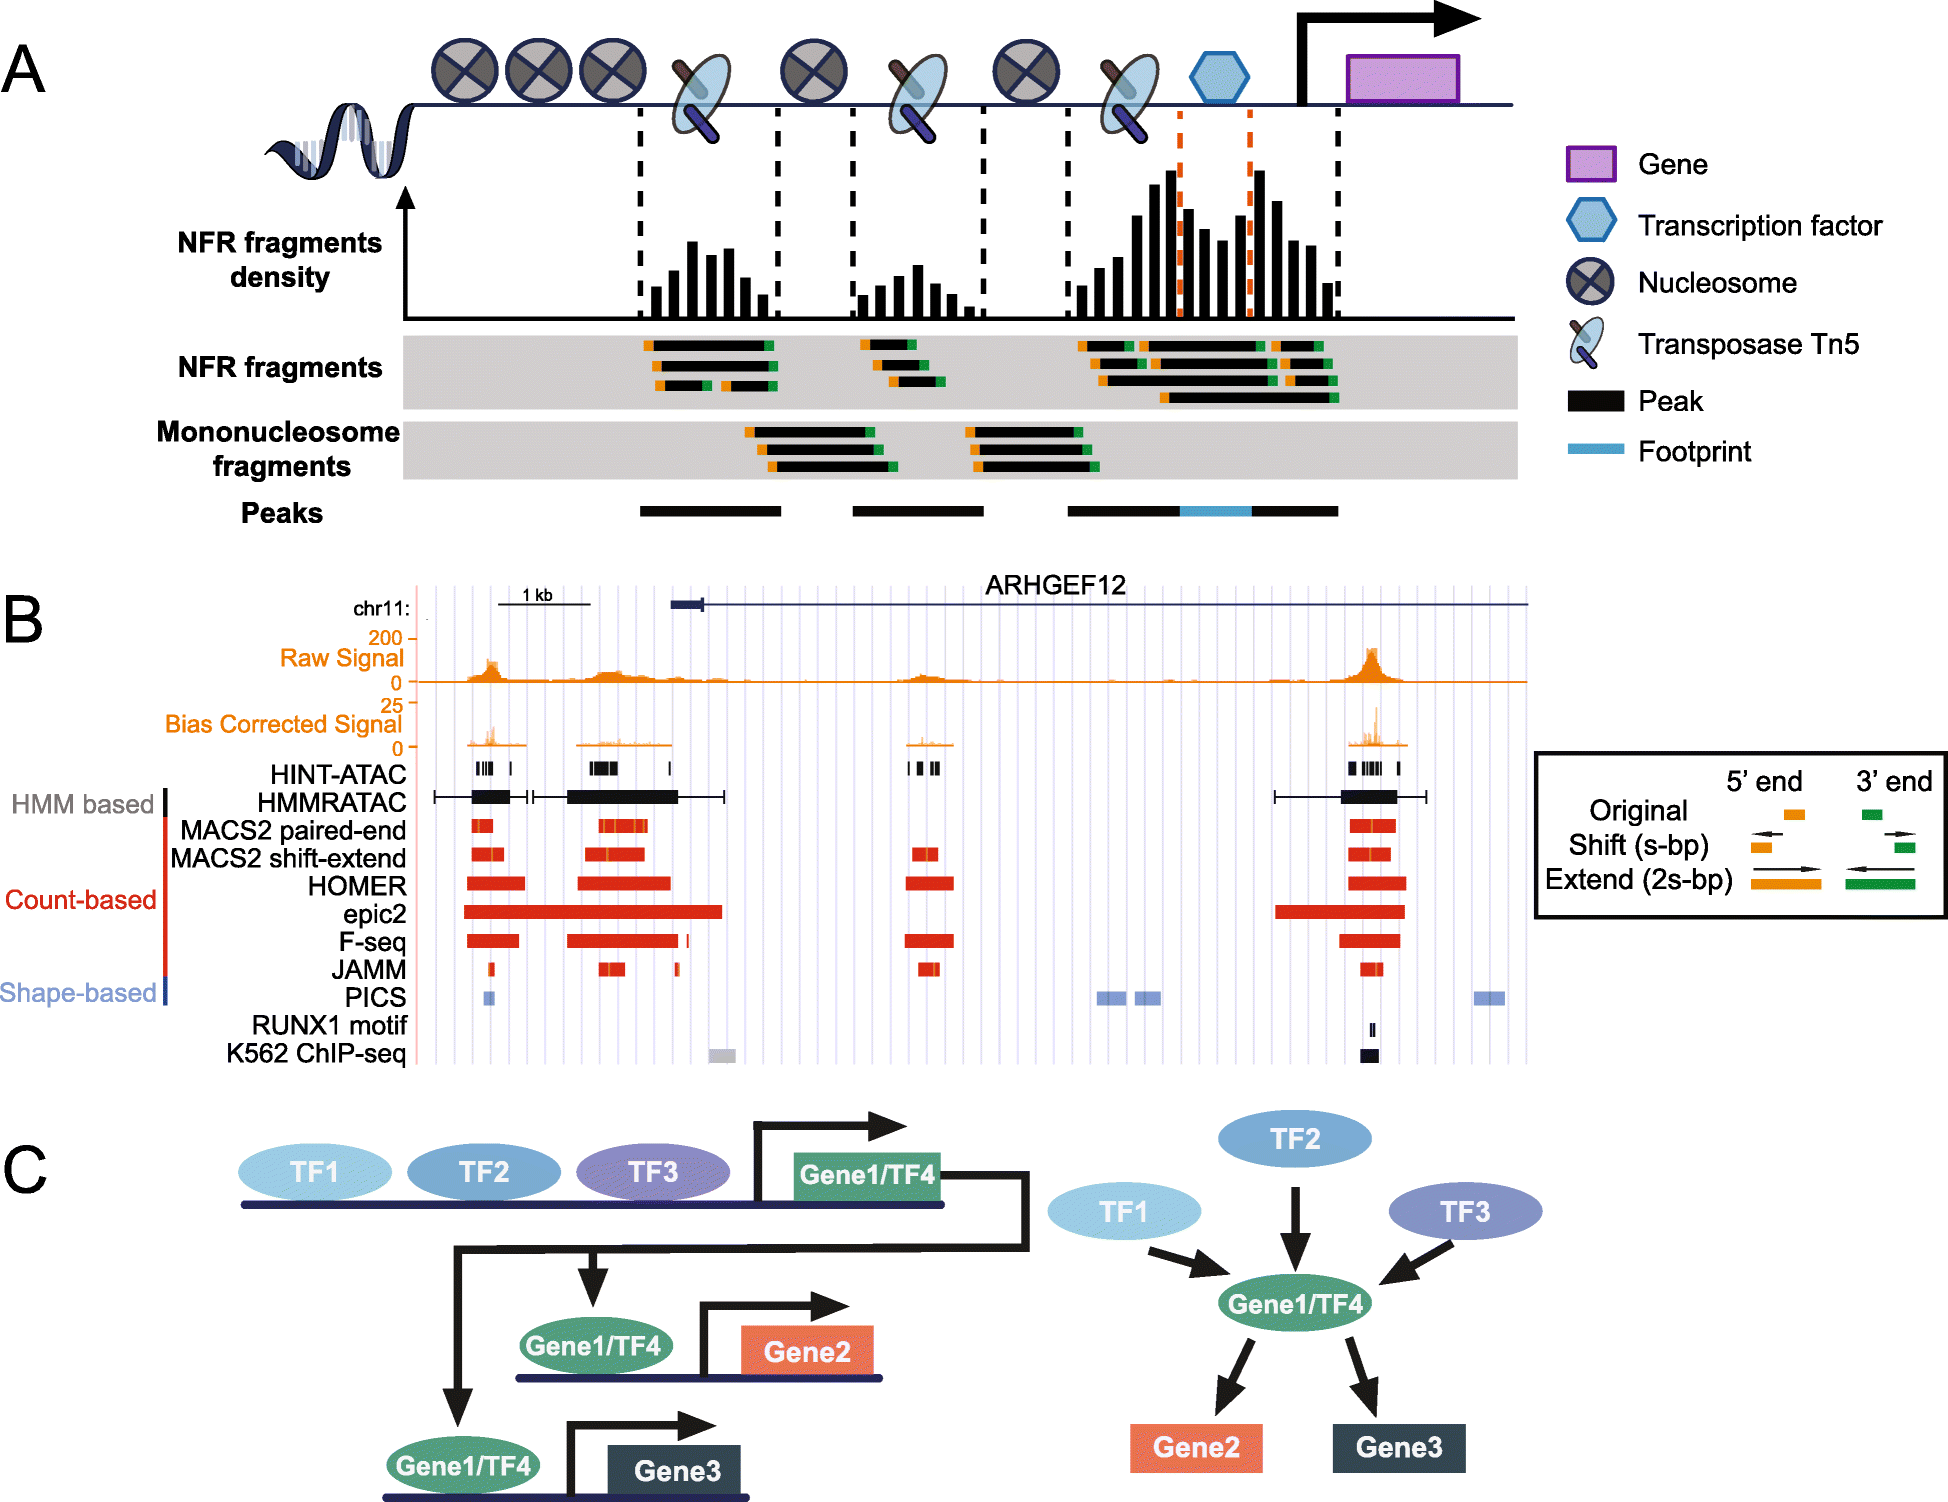 A
NFR fragments
density
NFR fragments
Mononucleosome
fragments
Peaks
Gene
Transcription factor
Nucleosome
Transposase Tn5
Peak
Footprint
B
ARHGEF12
1 kb
chr11:
200
Raw Signal
0
25
Bias Corrected Signal
0
HINT-ATAC
HMM based
HMMRATAC
MACS2 paired-end
MACS2 shift-extend
HOMER
Count-based
epic2
F-seq
JAMM
Shape-based
PICS
RUNX1 motif
K562 ChIP-seq
5’ end 3’ end
Original
Shift (s-bp)
Extend (2s-bp)
C
TF1 TF2 TF3 Gene1/TF4
Gene1/TF4 Gene2
Gene1/TF4 Gene3
TF2
TF1 TF3
Gene1/TF4
Gene2 Gene3